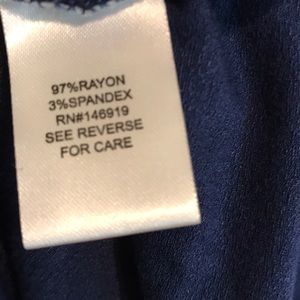 97%RAYON
3%SPANDEX
RN#146919
SEE REVERSE
FOR CARE